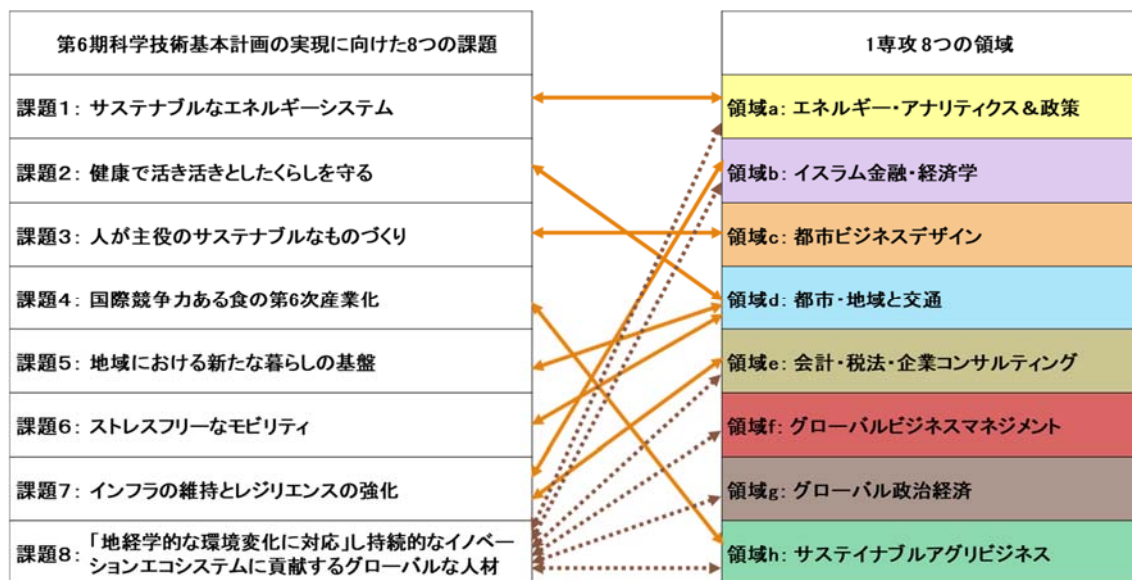 第6期科学技術基本計画の実現に向けた8つの課題
課題1： サステナブルなエネルギーシステム
課題2： 健康で活き活きとしたくらしを守る
課題3： 人が主役のサステナブルなものづくり
課題4： 国際競争力ある食の第6次産業化
課題5： 地域における新たな暮らしの基盤
課題6： ストレスフリーなモビリティ
課題7： インフラの維持とレジリエンスの強化
課題8： 「地経学的な環境変化に対応」し持続的なイノベー
ションエコシステムに貢献するグローバルな人材
1専攻 8つの領域
領域a： エネルギー・アナリティクス＆政策
領域b： イスラム金融・経済学
領域c： 都市ビジネスデザイン
領域d： 都市・地域と交通
領域e： 会計・税法・企業コンサルティング
領域f： グローバルビジネスマネジメント
領域g： グローバル政治経済
領域h： サステイナブルアグリビジネス